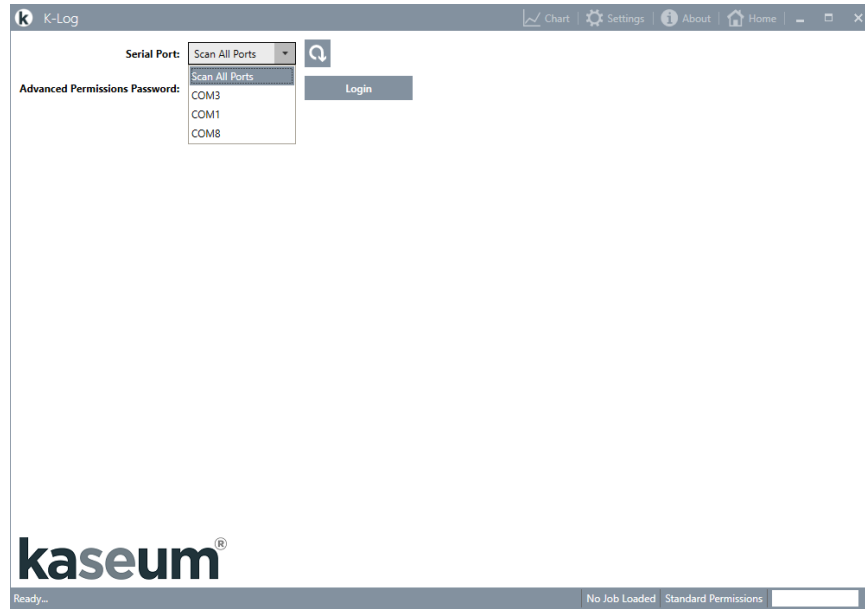 k K-Log Chart Settings About Home
Serial Port: Scan All Ports
Scan All Ports
Advanced Permissions Password: Login
COM3
COM1
COM8
kaseum®
Ready... No Job Loaded Standard Permissions